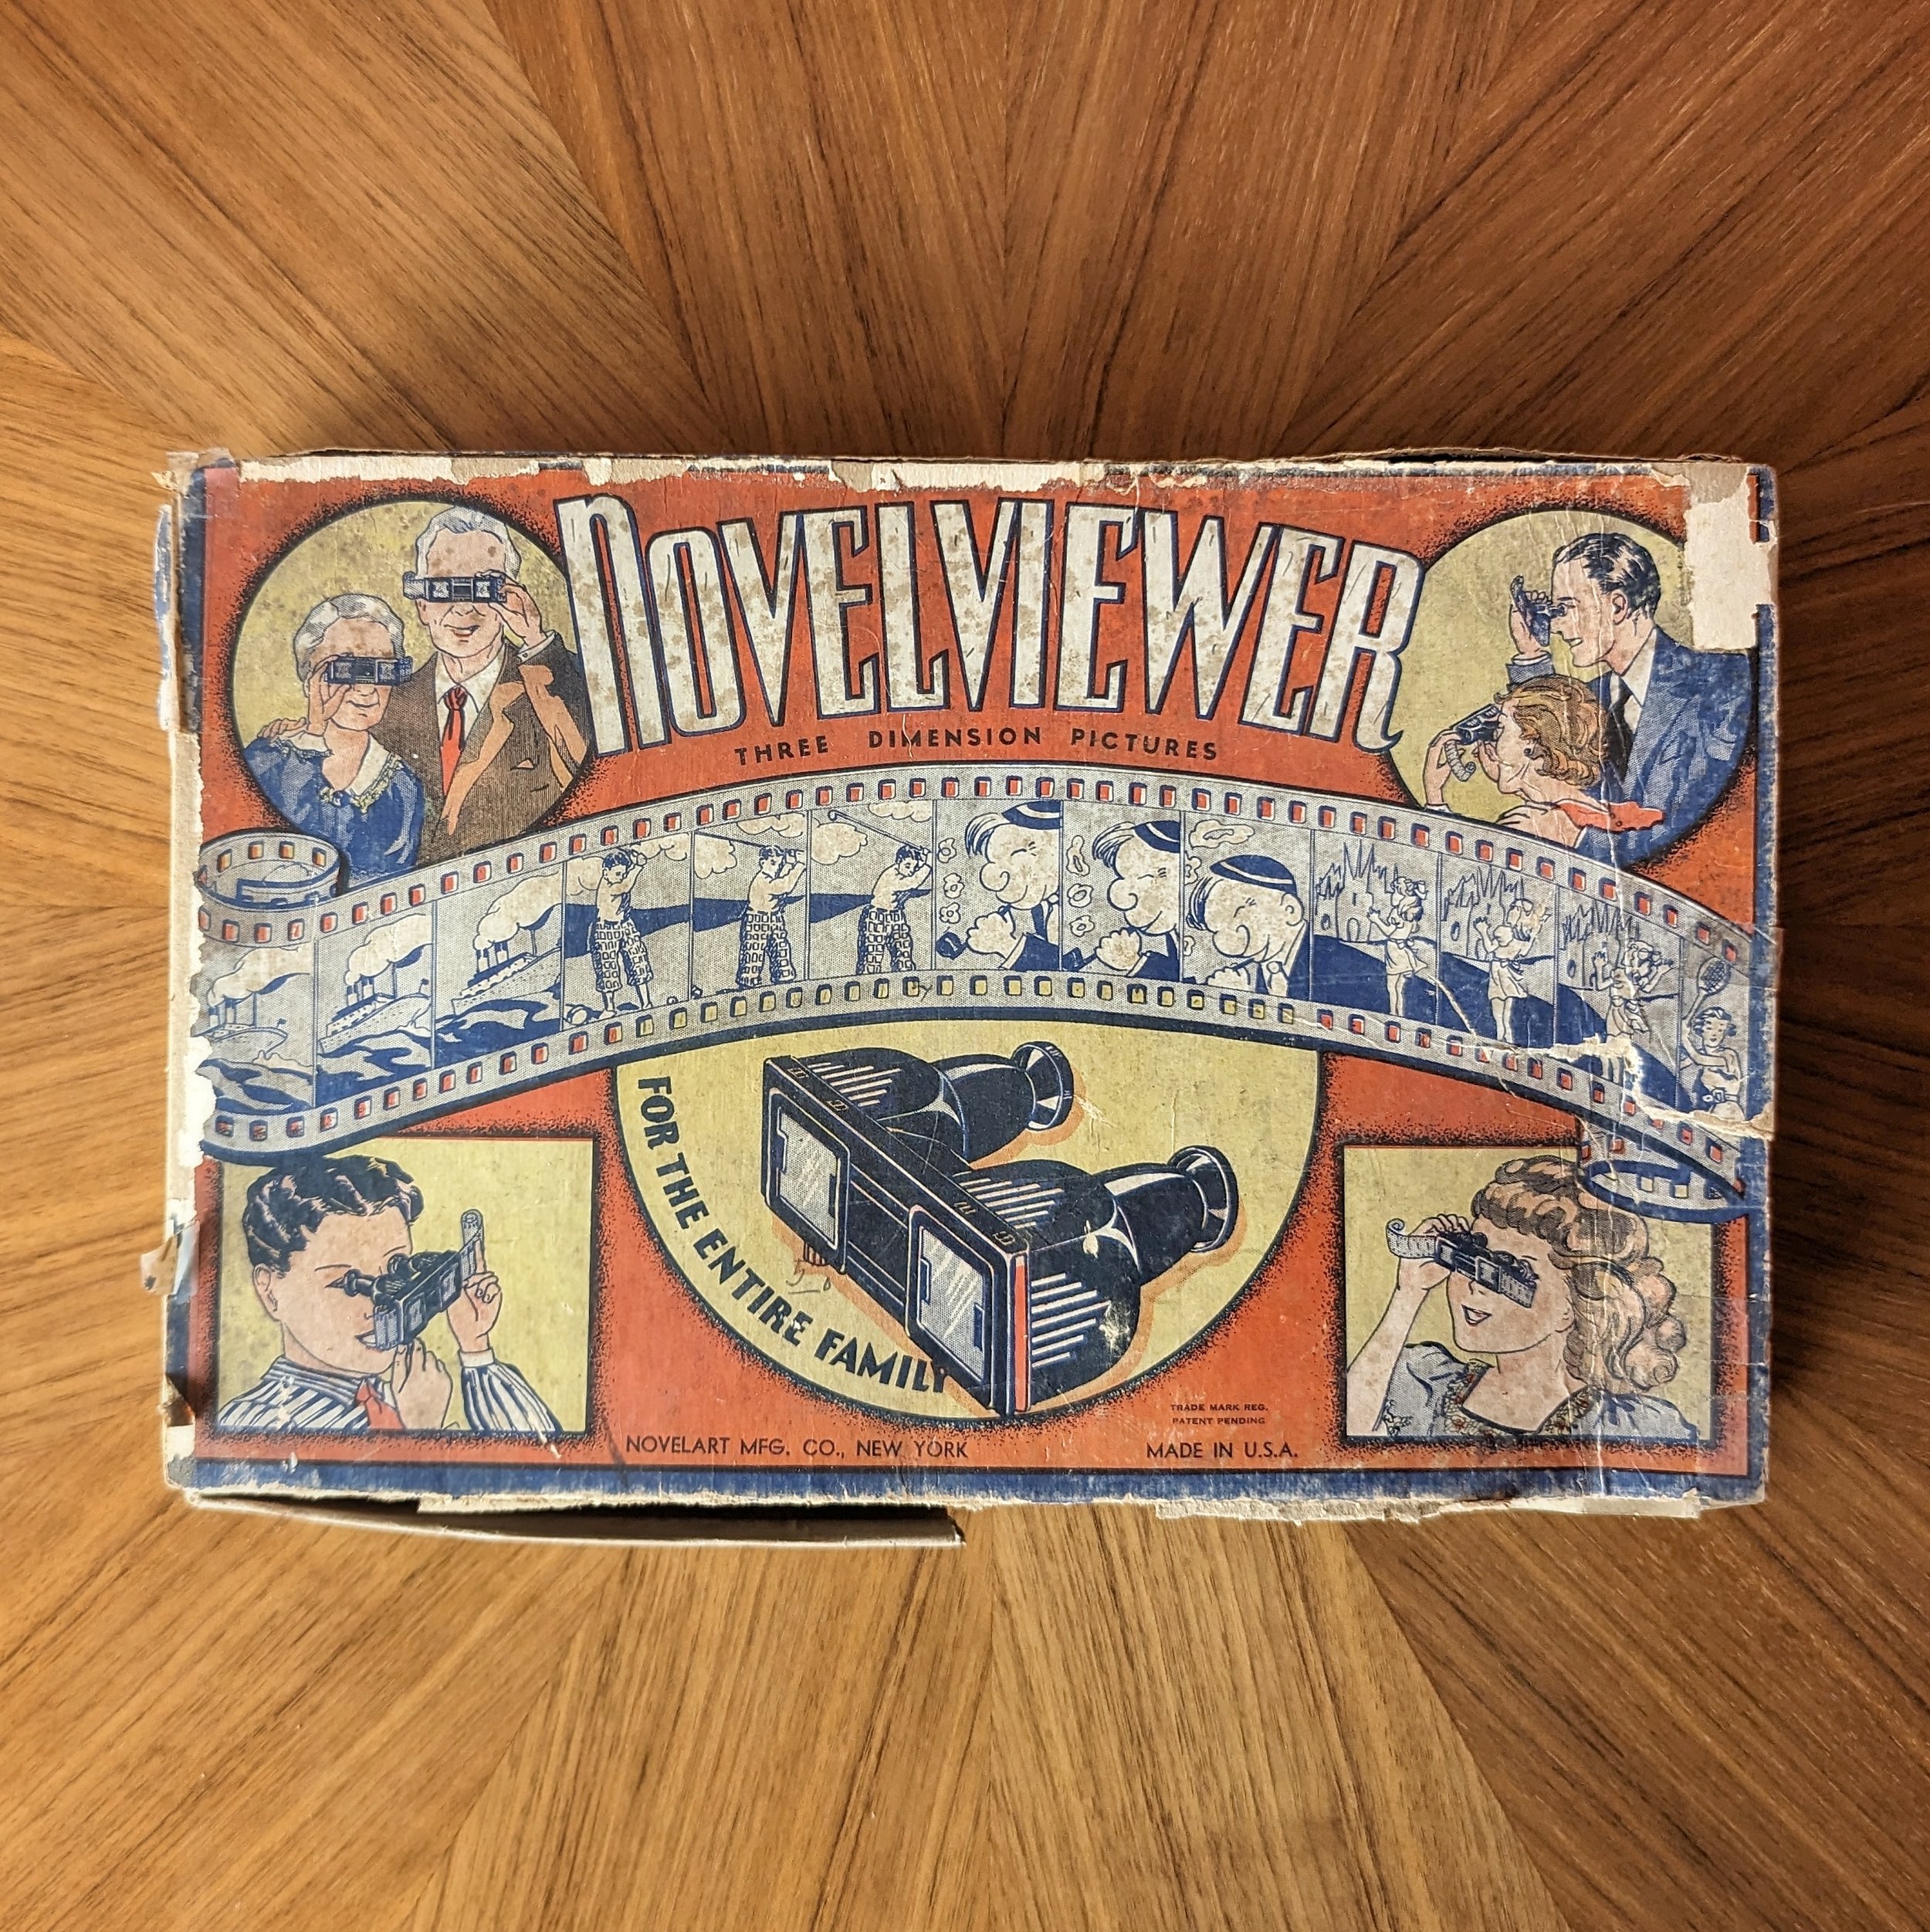 NOVELVIEWER
THREE DIMENSION PICTURES
FOR THE ENTIRE FAMILY
TRADE MARK REG.
PATENT PENDING
NOVELART MFG. CO., NEW YORK
MADE IN U.S.A.